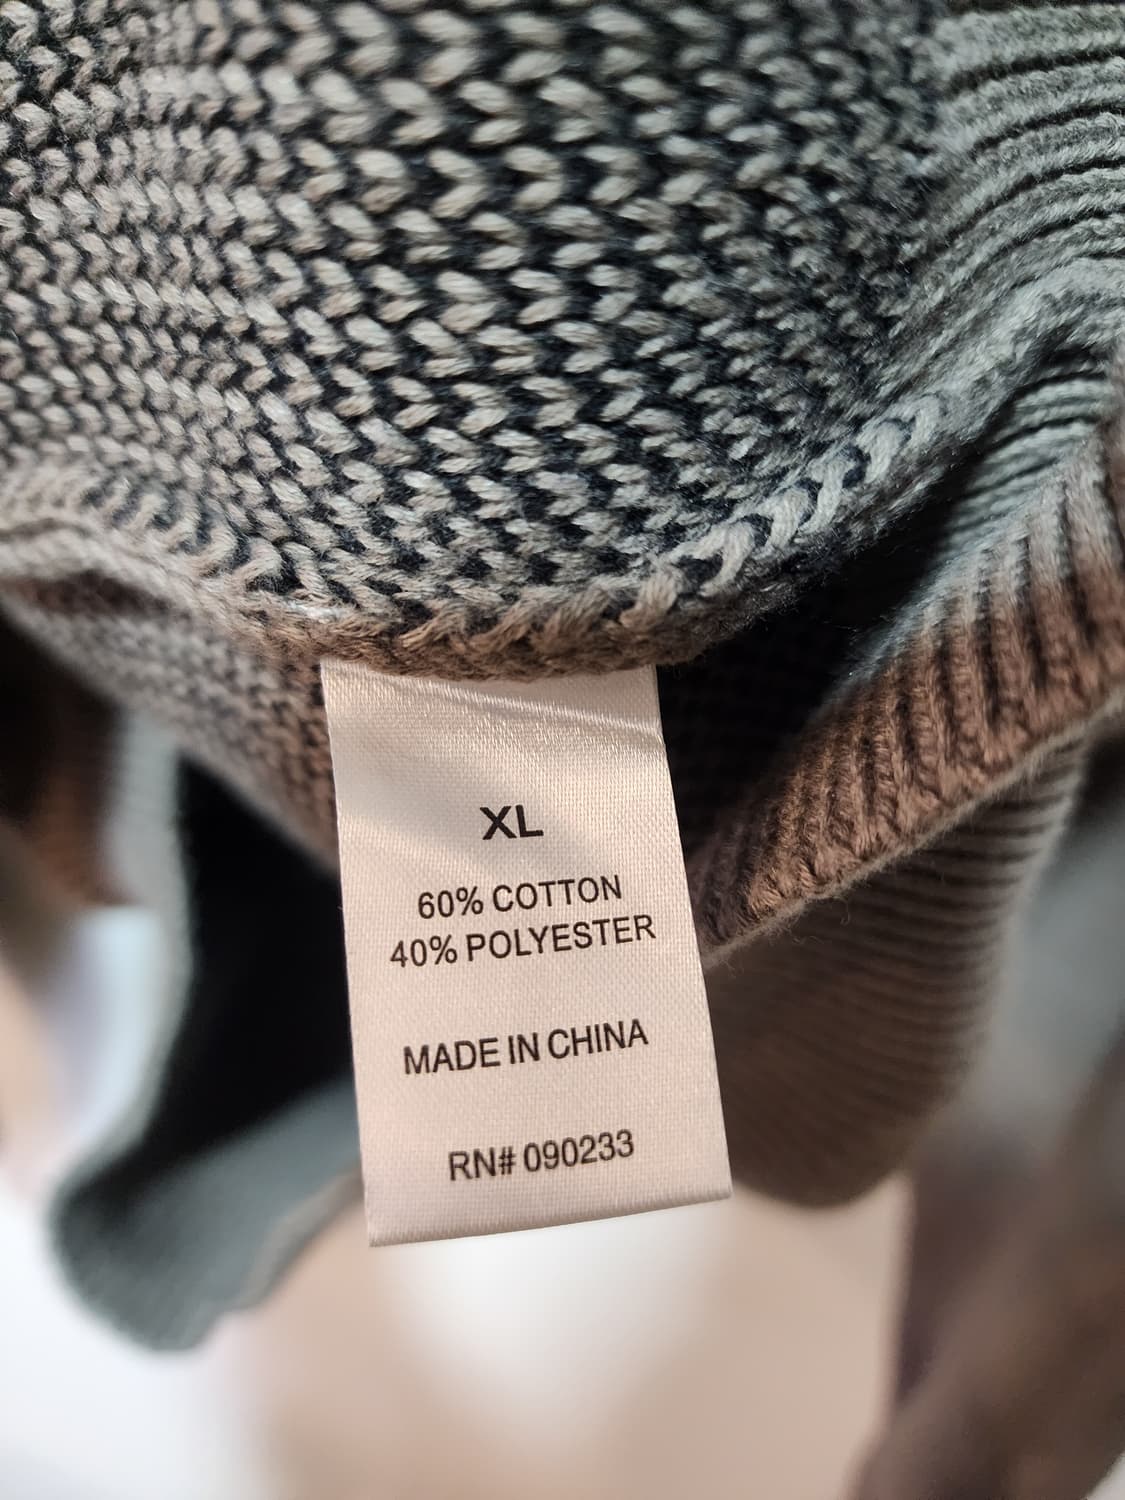 XL
60% COTTON
40% POLYESTER
MADE IN CHINA
RN# 090233